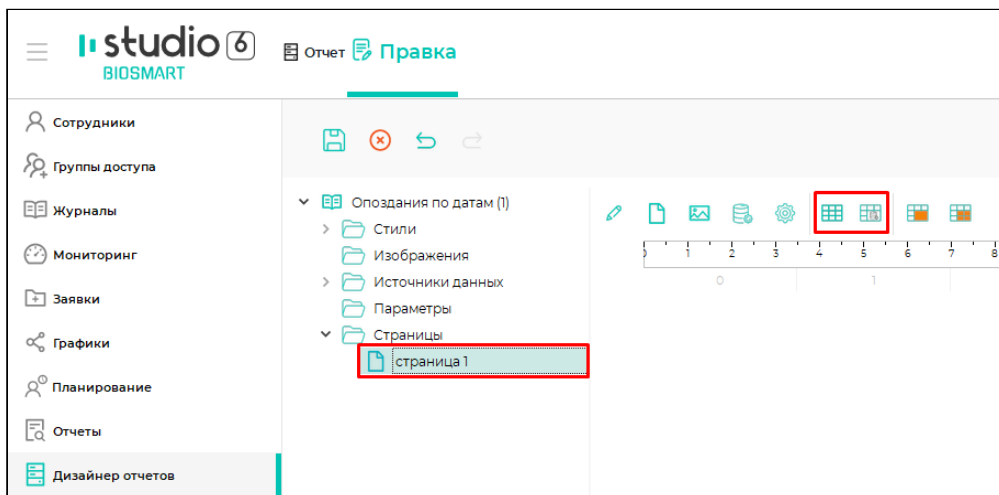 studio 6
BIOSMART
Отчет
Правка
Сотрудники
Группы доступа
Журналы
Мониторинг
Заявки
Графики
Планирование
Отчеты
Дизайнер отчетов
Опоздания по датам (1)
Стили
Изображения
Источники данных
Параметры
Страницы
страница 1
0 1 2 3 4 5 6 7 8
0 1